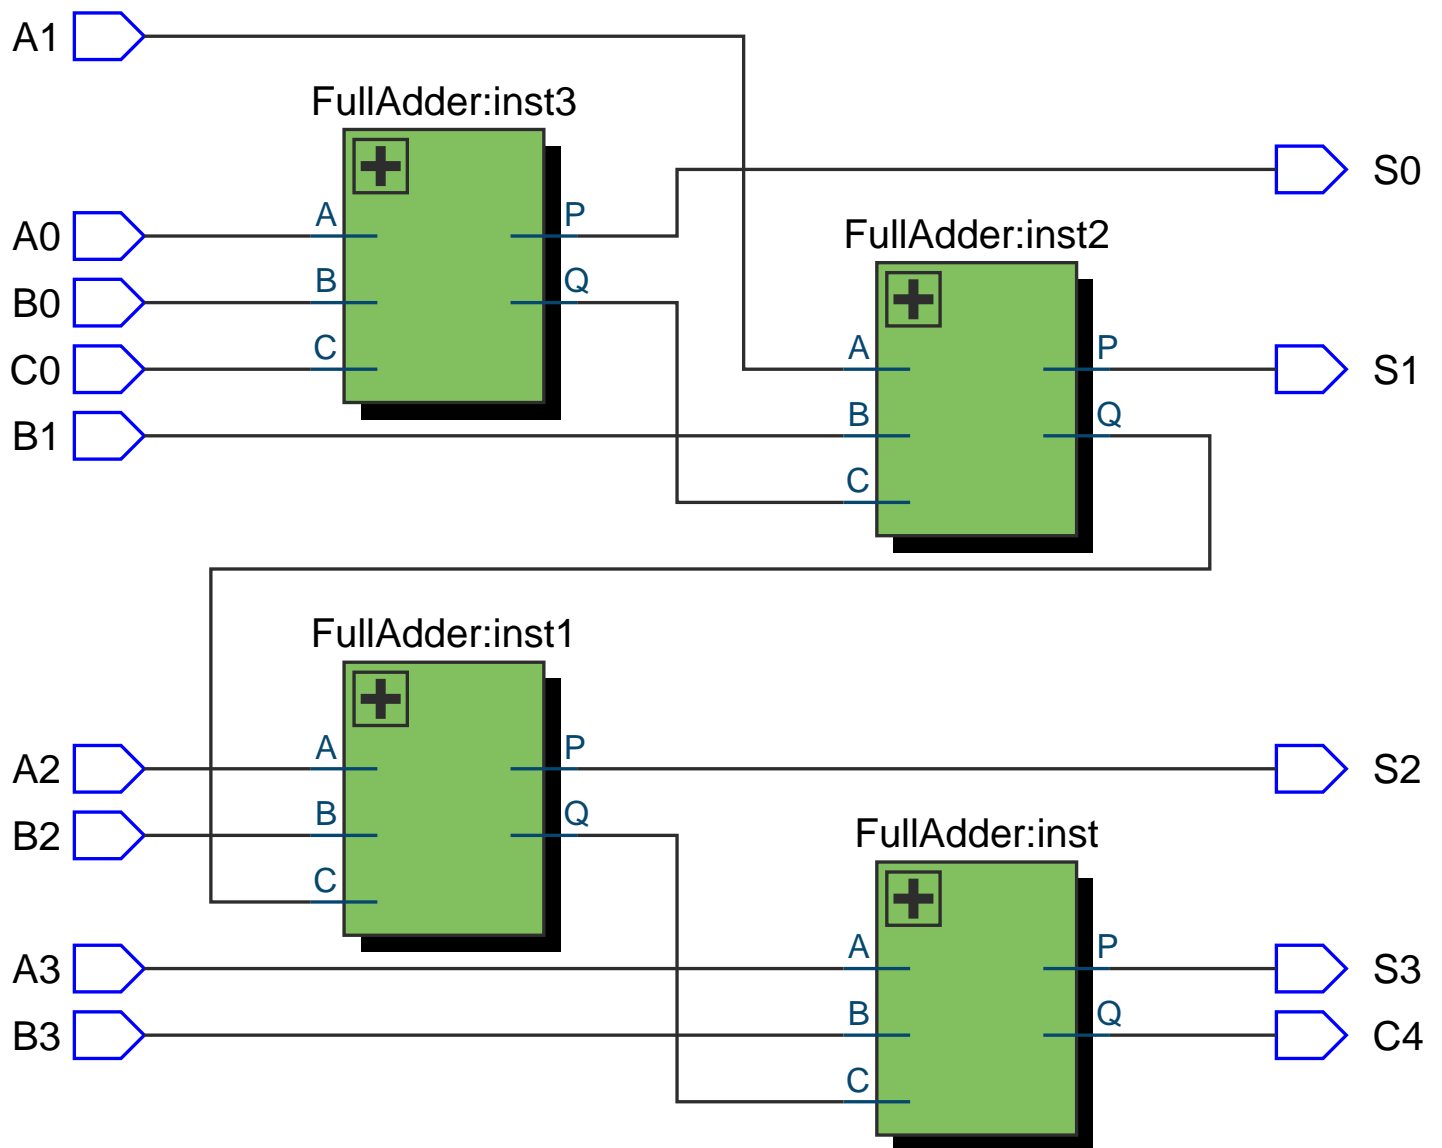 A1
FullAdder:inst3
A P
A0
B Q
B0
C
C0
B1
S0
FullAdder:inst2
A P
S1
B Q
C
FullAdder:inst1
A P
A2
S2
B Q
B2
C
FullAdder:inst
A P
A3
S3
B Q
B3
C4
C